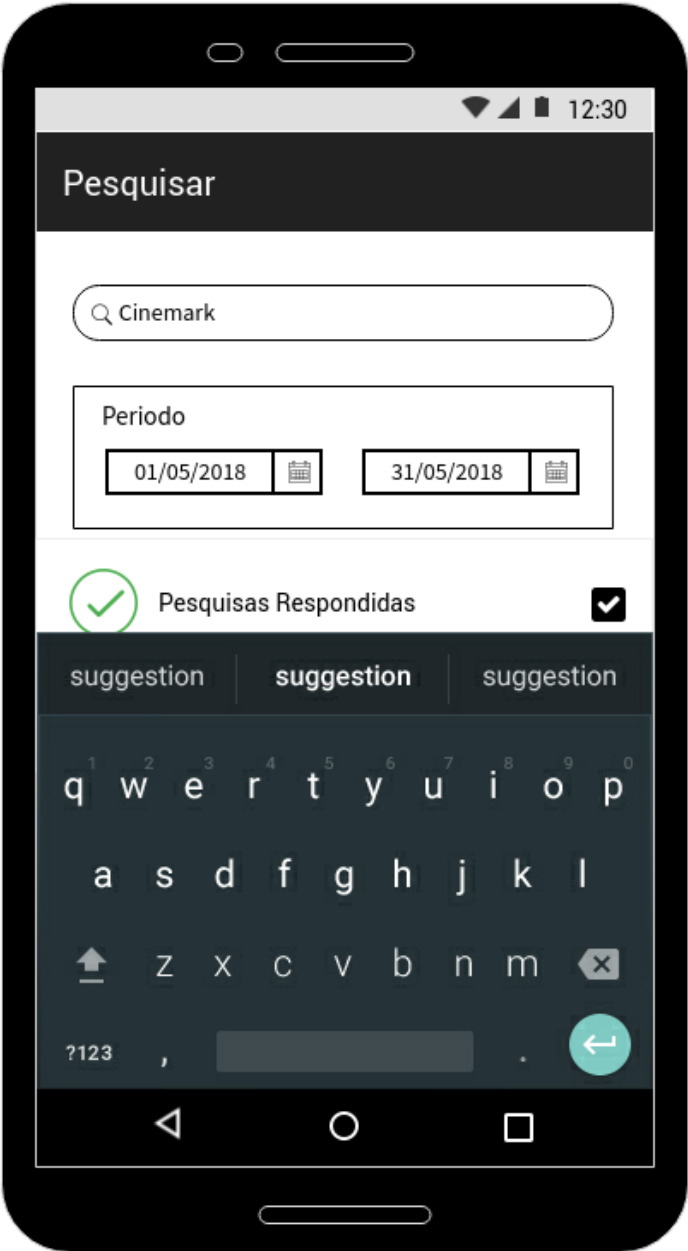 12:30
Pesquisar
Cinemark
Periodo
01/05/2018 31/05/2018
Pesquisas Respondidas
suggestion suggestion suggestion
1 2 3 4 5 6 7 8 9 0
q w e r t y u i o p
a s d f g h j k l
z x c v b n m
?123 , .